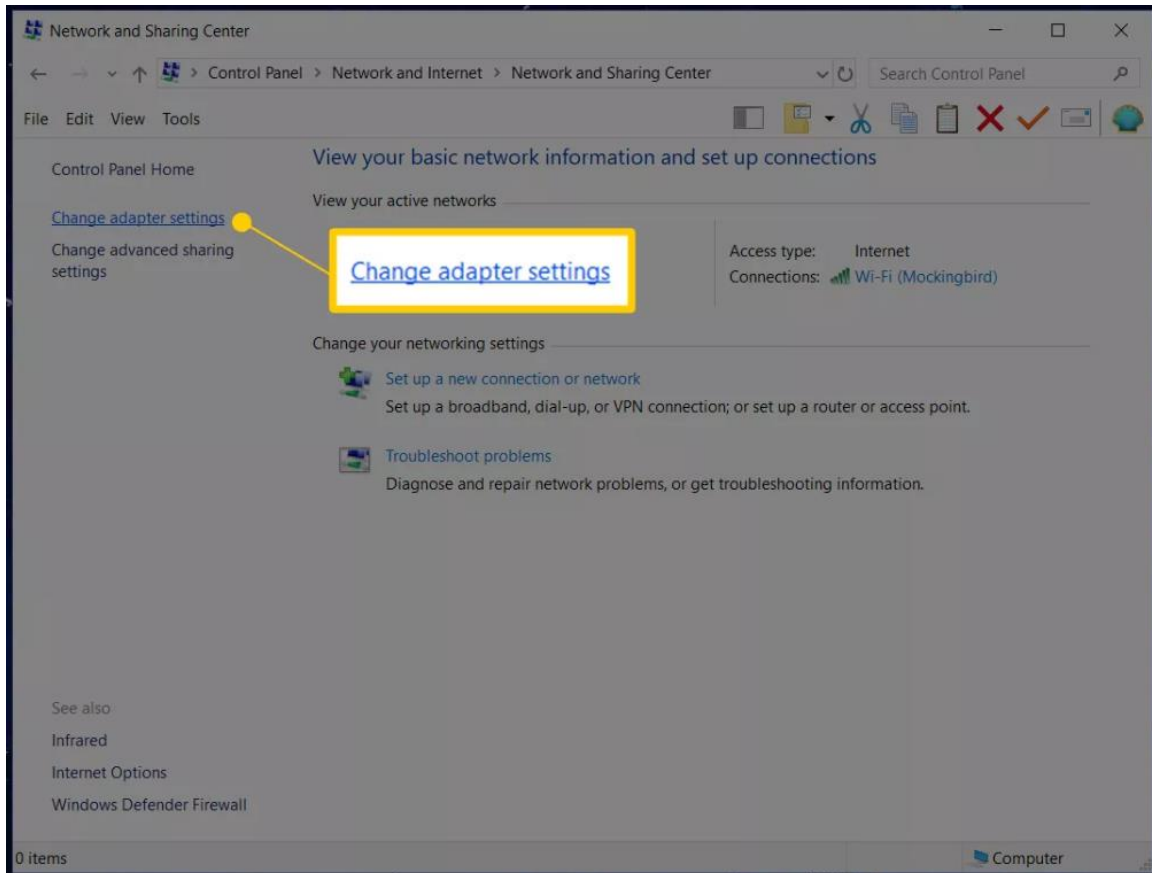 Network and Sharing Center
Control Panel > Network and Internet > Network and Sharing Center
Search Control Panel
File Edit View Tools
Control Panel Home
Change adapter settings
Change advanced sharing
settings
View your basic network information and set up connections
View your active networks
Change adapter settings
Access type: Internet
Connections: Wi-Fi (Mockingbird)
Change your networking settings
Set up a new connection or network
Set up a broadband, dial-up, or VPN connection; or set up a router or access point.
Troubleshoot problems
Diagnose and repair network problems, or get troubleshooting information.
See also
Infrared
Internet Options
Windows Defender Firewall
0 items
Computer